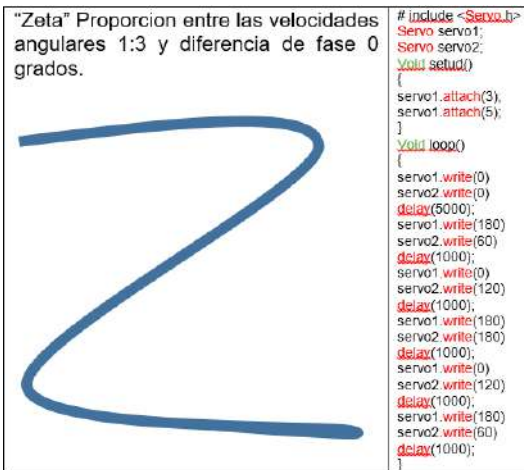 "Zeta" Proporcion entre las velocidades
angulares 1:3 y diferencia de fase 0
grados.
# include <Servo.h>
Servo servo1;
Servo servo2;
Void setud()
{
servo1.attach(3);
servo1.attach(5);
}
Void loop()
{
servo1.write(0)
servo2.write(0)
delay(5000);
servo1.write(180)
servo2.write(60)
delay(1000);
servo1.write(0)
servo2.write(120)
delay(1000);
servo1.write(180)
servo2.write(180)
delay(1000);
servo1.write(0)
servo2.write(120)
delay(1000);
servo1.write(180)
servo2.write(60)
delay(1000);
}